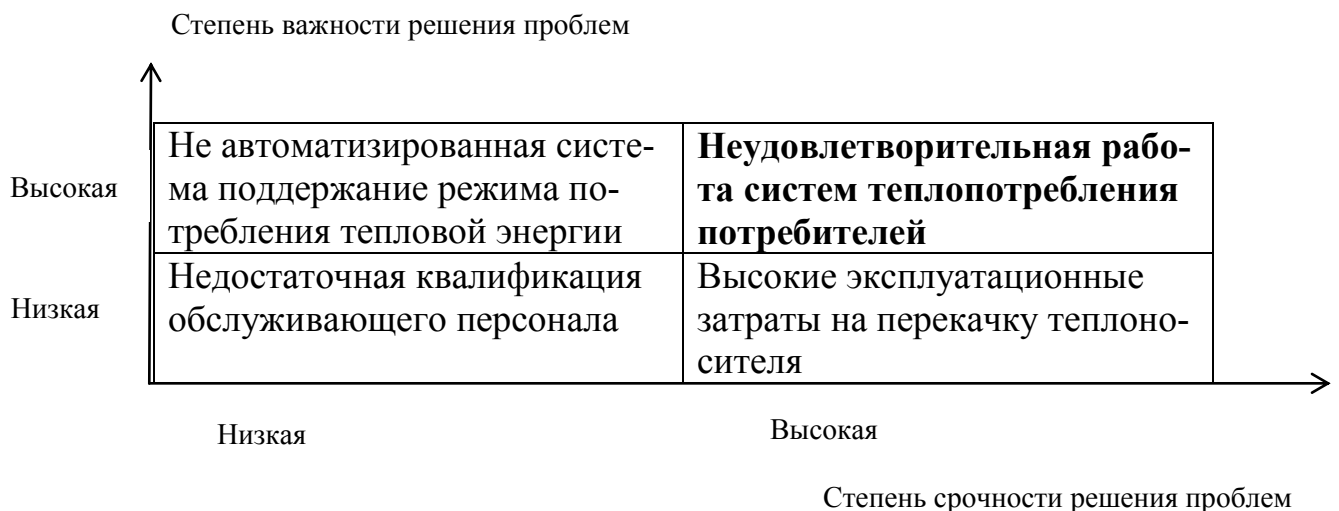 Степень важности решения проблем
Высокая
Не автоматизированная систе-
ма поддержание режима по-
требления тепловой энергии
Неудовлетворительная рабо-
та систем теплопотребления
потребителей
Низкая
Недостаточная квалификация
обслуживающего персонала
Высокие эксплуатационные
затраты на перекачку теплоно-
сителя
Низкая
Высокая
Степень срочности решения проблем